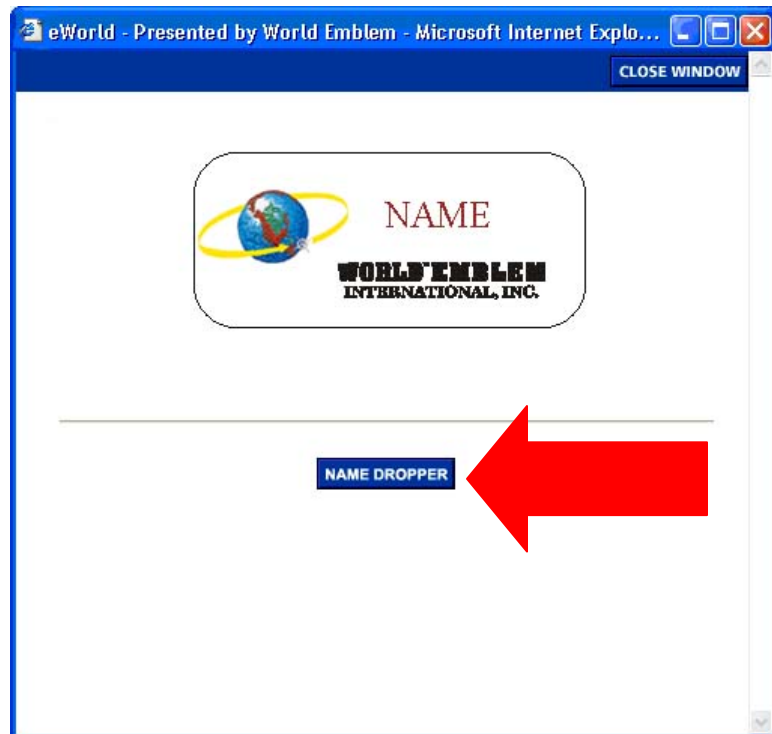 eWorld - Presented by World Emblem - Microsoft Internet Explo...
CLOSE WINDOW
NAME
WORLD EMBLEM
INTERNATIONAL, INC.
NAME DROPPER